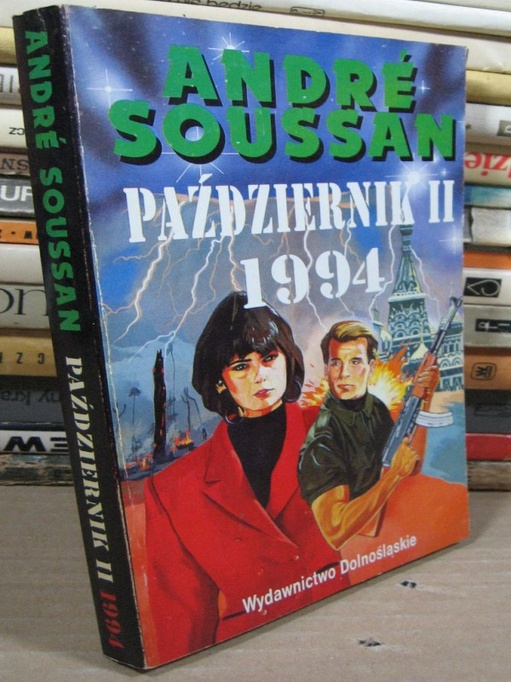 ANDRÉ
SOUSSAN
PAŹDZIERNIK II
1994
Wydawnictwo Dolnośląskie
ANDRÉ SOUSSAN PAŹDZIERNIK II 1994